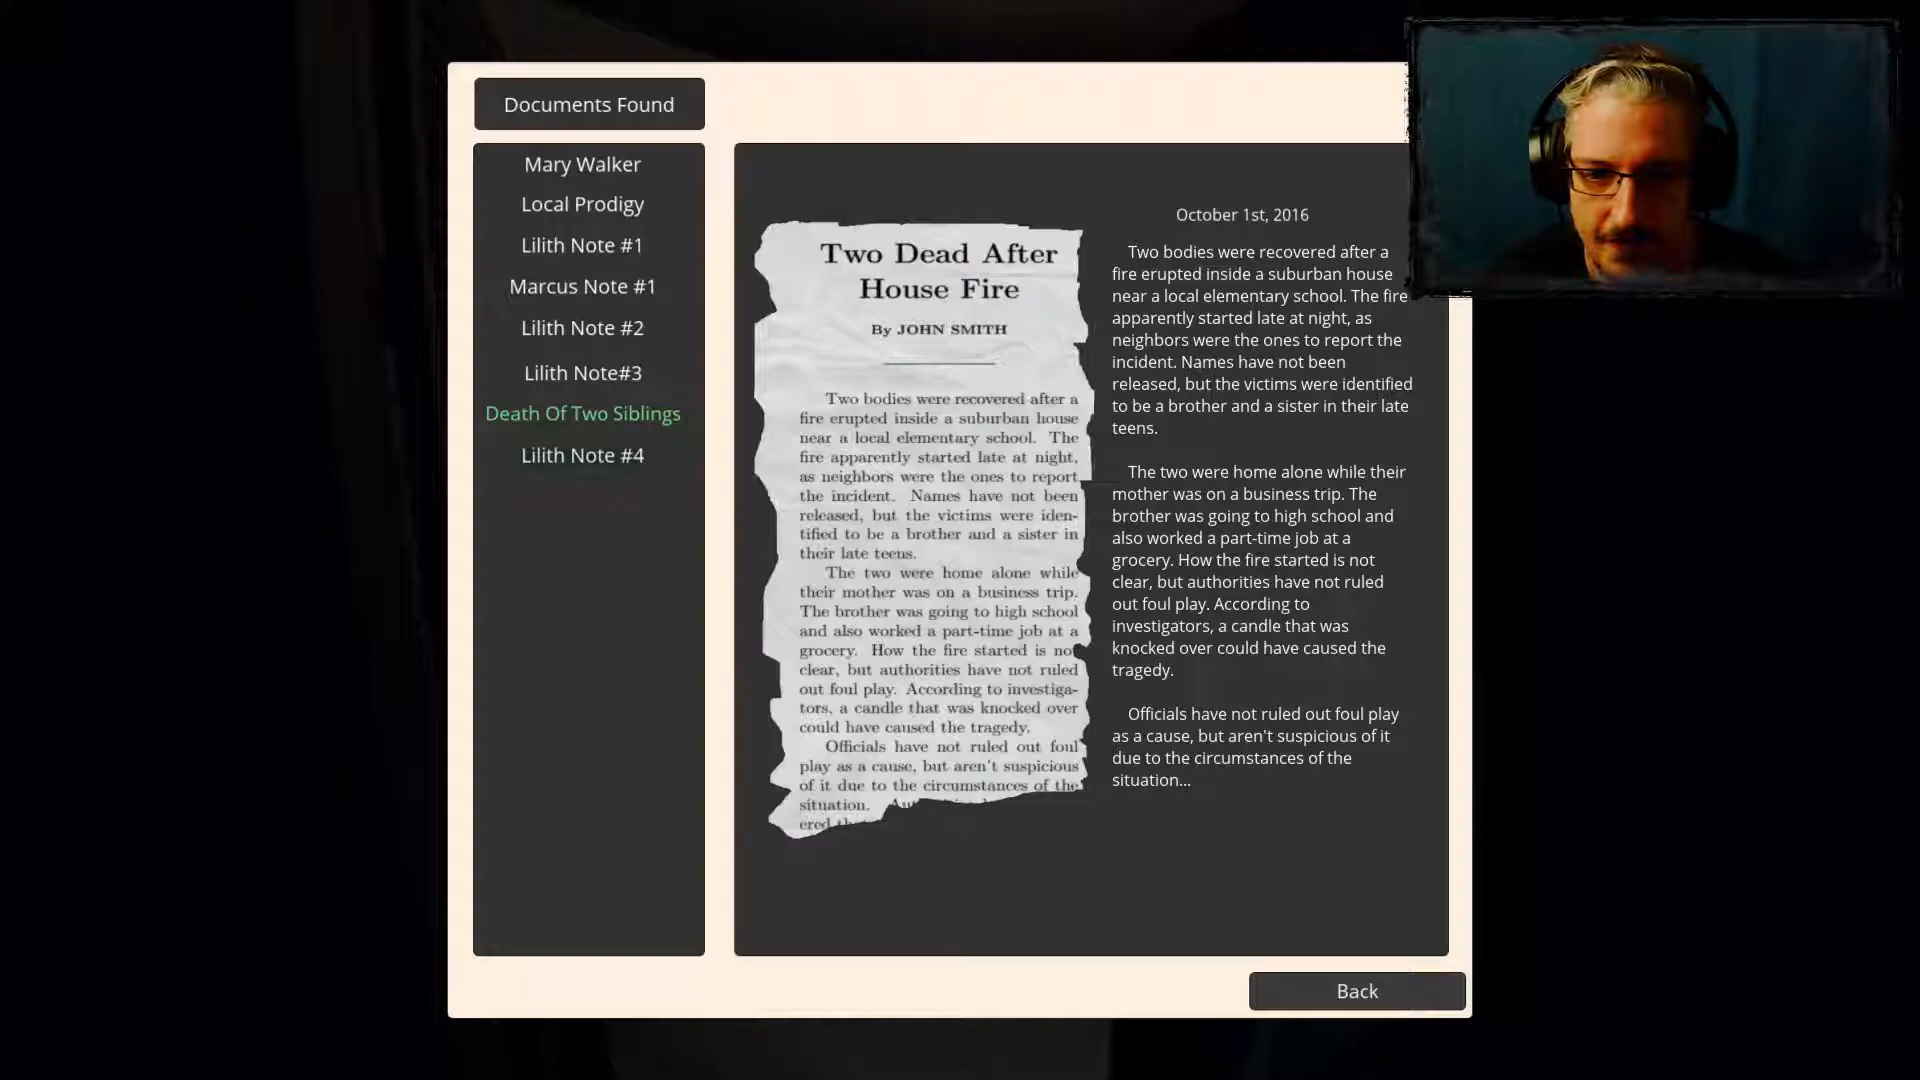 Documents Found
Mary Walker
Local Prodigy
Lilith Note #1
Marcus Note #1
Lilith Note #2
Lilith Note#3
Death Of Two Siblings
Lilith Note #4
Two Dead After
House Fire
By JOHN SMITH
Two bodies were recovered after a
fire erupted inside a suburban house
near a local elementary school. The
fire apparently started late at night,
as neighbors were the ones to report
the incident. Names have not been
released, but the victims were iden-
tified to be a brother and a sister in
their late teens.
The two were home alone while
their mother was on a business trip.
The brother was going to high school
and also worked a part-time job at a
grocery. How the fire started is not
clear, but authorities have not ruled
out foul play. According to investiga-
tors, a candle that was knocked over
could have caused the tragedy.
Officials have not ruled out foul
play as a cause, but aren't suspicious
of it due to the circumstances of the
situation.
ered
October 1st, 2016
Two bodies were recovered after a
fire erupted inside a suburban house
near a local elementary school. The fire
apparently started late at night, as
neighbors were the ones to report the
incident. Names have not been
released, but the victims were identified
to be a brother and a sister in their late
teens.
The two were home alone while their
mother was on a business trip. The
brother was going to high school and
also worked a part-time job at a
grocery. How the fire started is not
clear, but authorities have not ruled
out foul play. According to
investigators, a candle that was
knocked over could have caused the
tragedy.
Officials have not ruled out foul play
as a cause, but aren't suspicious of it
due to the circumstances of the
situation...
Back